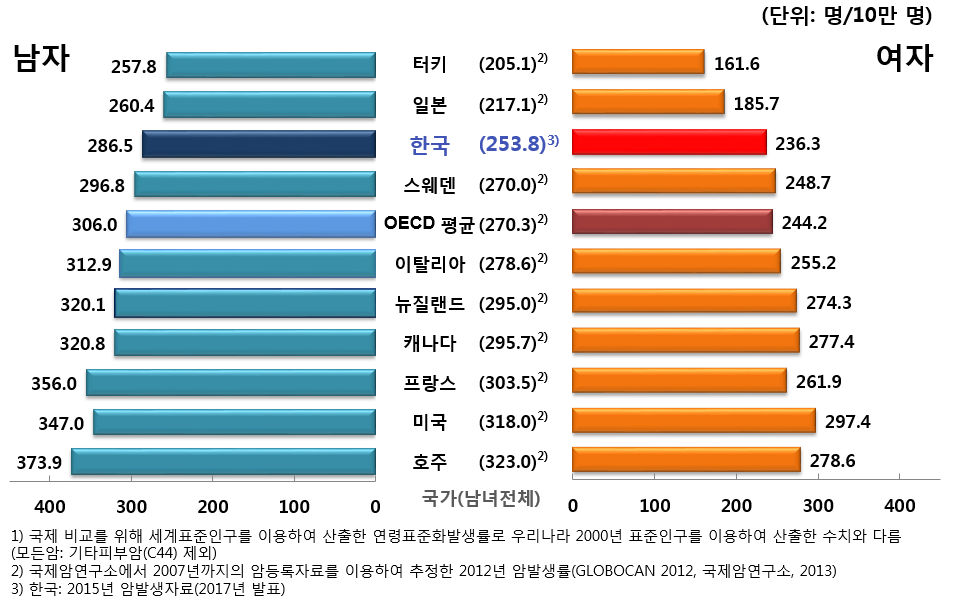 (단위: 명/10만 명)
남자 여자
257.8 터키 (205.1)2) 161.6
260.4 일본 (217.1)2) 185.7
286.5 한국 (253.8)3) 236.3
296.8 스웨덴 (270.0)2) 248.7
306.0 OECD 평균 (270.3)2) 244.2
312.9 이탈리아 (278.6)2) 255.2
320.1 뉴질랜드 (295.0)2) 274.3
320.8 캐나다 (295.7)2) 277.4
356.0 프랑스 (303.5)2) 261.9
347.0 미국 (318.0)2) 297.4
373.9 호주 (323.0)2) 278.6
400 300 200 100 0 국가(남녀전체) 0 100 200 300 400
1) 국제 비교를 위해 세계표준인구를 이용하여 산출한 연령표준화발생률로 우리나라 2000년 표준인구를 이용하여 산출한 수치와 다름
(모든암: 기타피부암(C44) 제외)
2) 국제암연구소에서 2007년까지의 암등록자료를 이용하여 추정한 2012년 암발생률(GLOBOCAN 2012, 국제암연구소, 2013)
3) 한국: 2015년 암발생자료(2017년 발표)